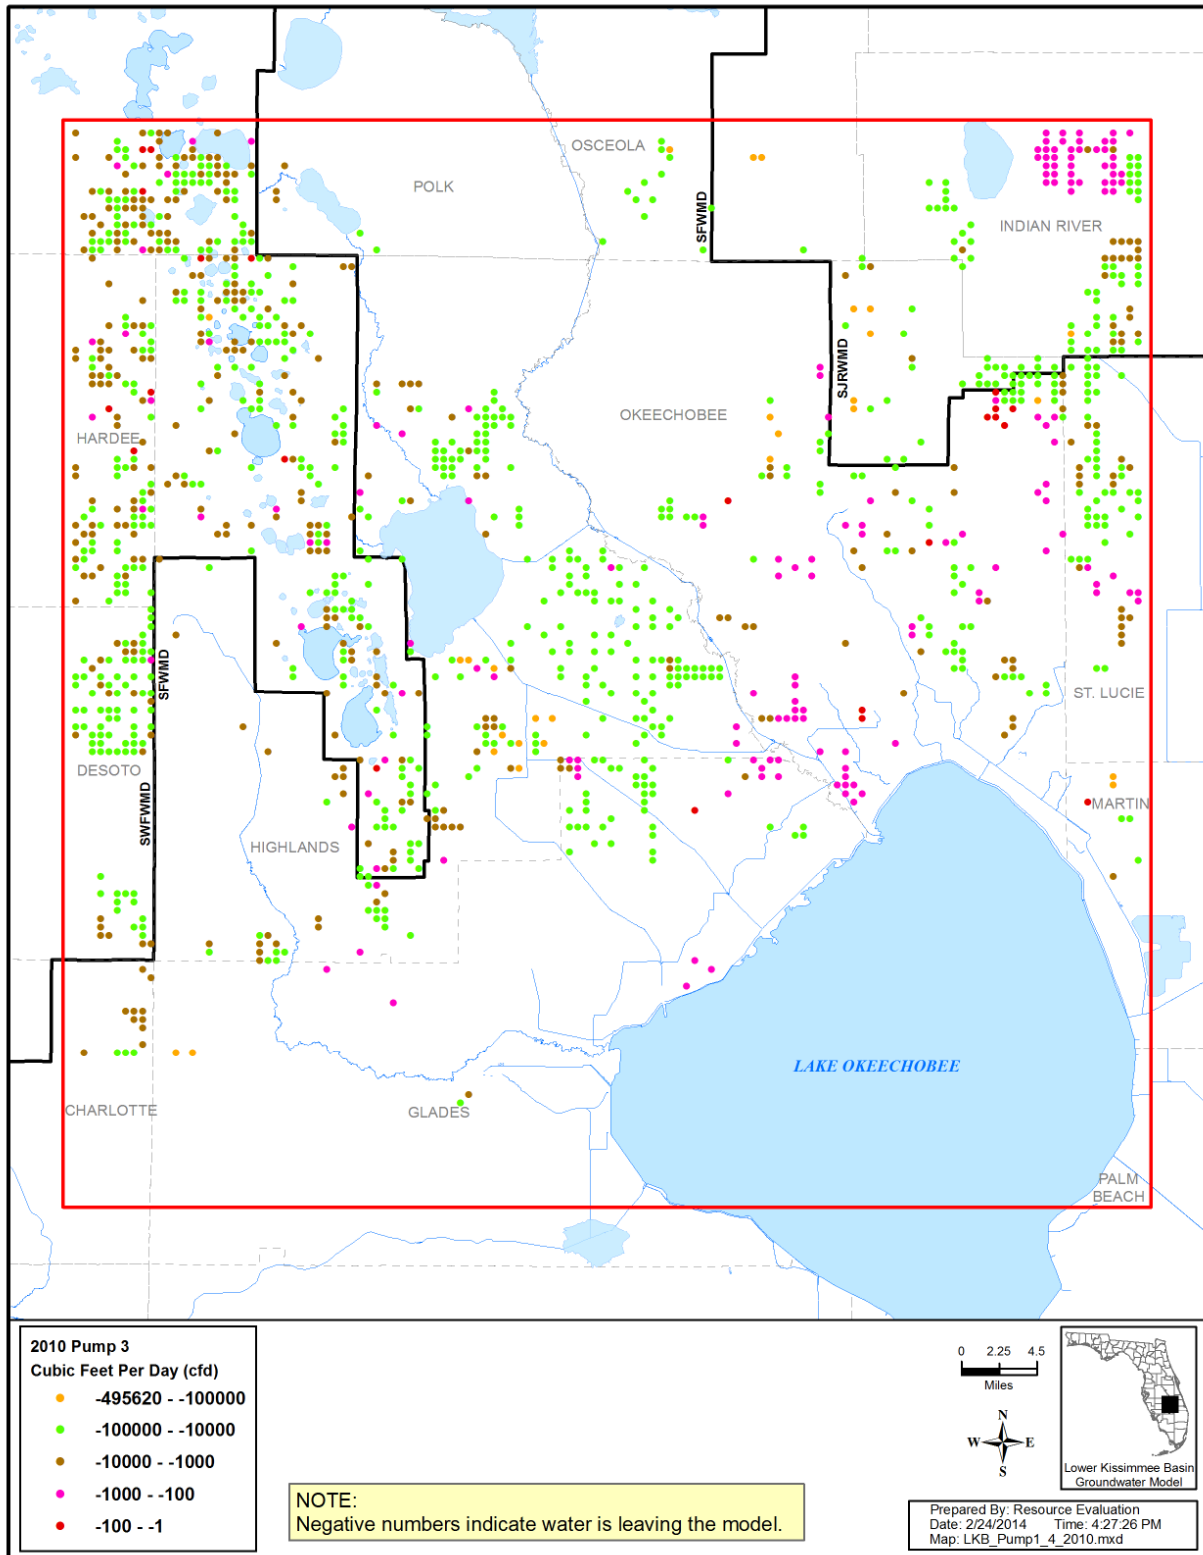 OSCEOLA
POLK
SFWMD
INDIAN RIVER
SJRWMD
OKEECHOBEE
HARDEE
SFWMD
ST. LUCIE
DESOTO
SWFWMD
MARTIN
HIGHLANDS
LAKE OKEECHOBEE
CHARLOTTE
GLADES
PALM
BEACH
2010 Pump 3
Cubic Feet Per Day (cfd)
-495620 - -100000
-100000 - -10000
-10000 - -1000
-1000 - -100
-100 - -1
NOTE:
Negative numbers indicate water is leaving the model.
0 2.25 4.5
Miles
N
W E
S
Lower Kissimmee Basin
Groundwater Model
Prepared By: Resource Evaluation
Date: 2/24/2014 Time: 4:27:26 PM
Map: LKB_Pump1_4_2010.mxd